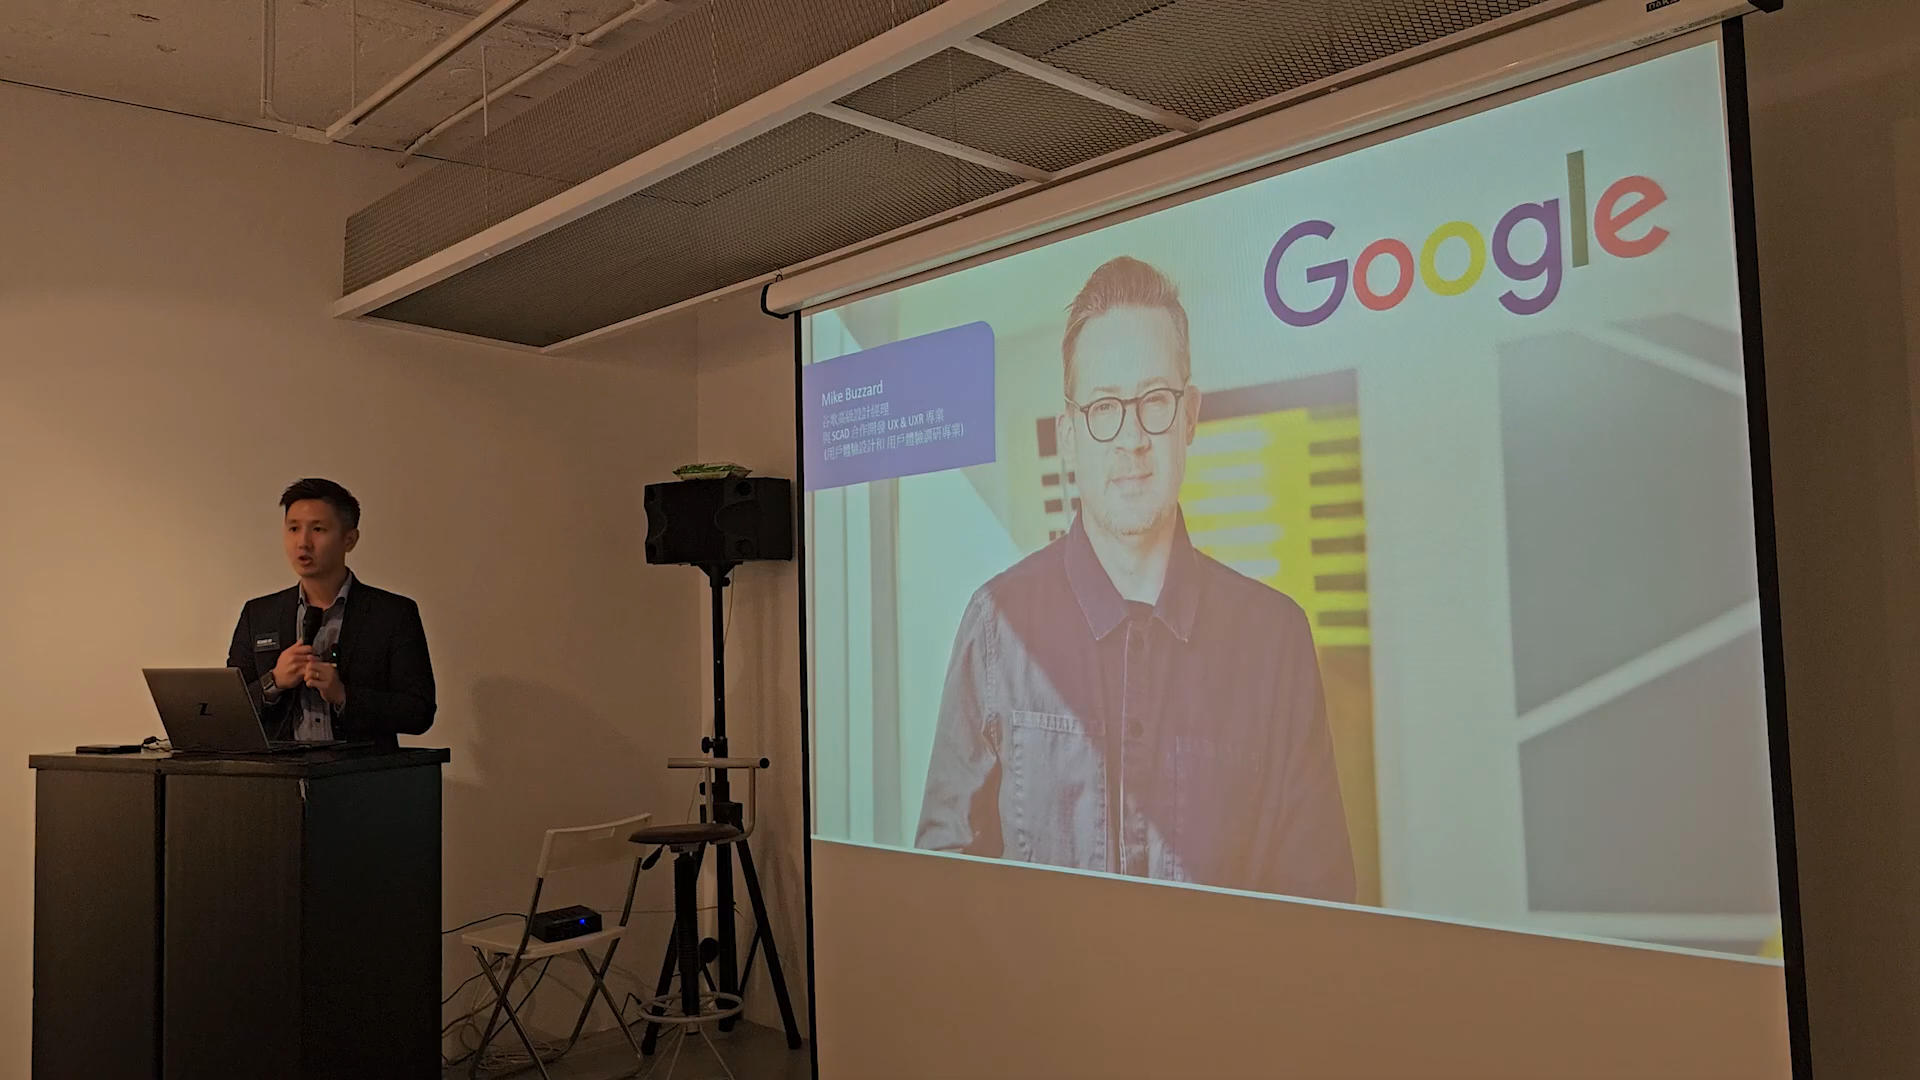 Google
Mike Buzzard
谷歌高級設計經理
與 SCAD 合作開發 UX & UXR 專業
(用戶體驗設計和 用戶體驗調研專業)
Z